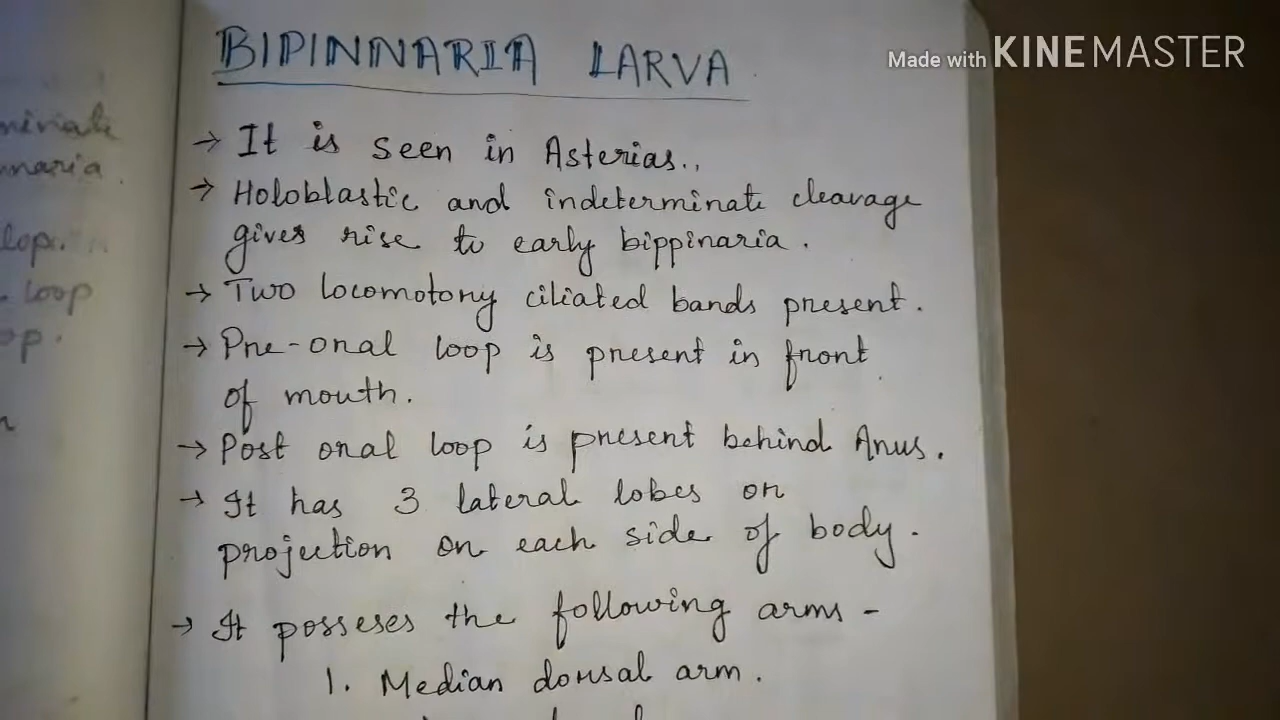 BIPINNARIA LARVA
Made with KINEMASTER
→ It is seen in Asterias..
→ Holoblastic and indeterminate cleavage
gives rise to early bippinaria.
→ Two locomotory ciliated bands present.
→ Pre-oral loop is present in front
of mouth.
→ Post oral loop is present behind Anus.
→ It has 3 lateral lobes or
projection on each side of body.
→ It posseses the following arms -
1. Median dorsal arm.
maria
loop